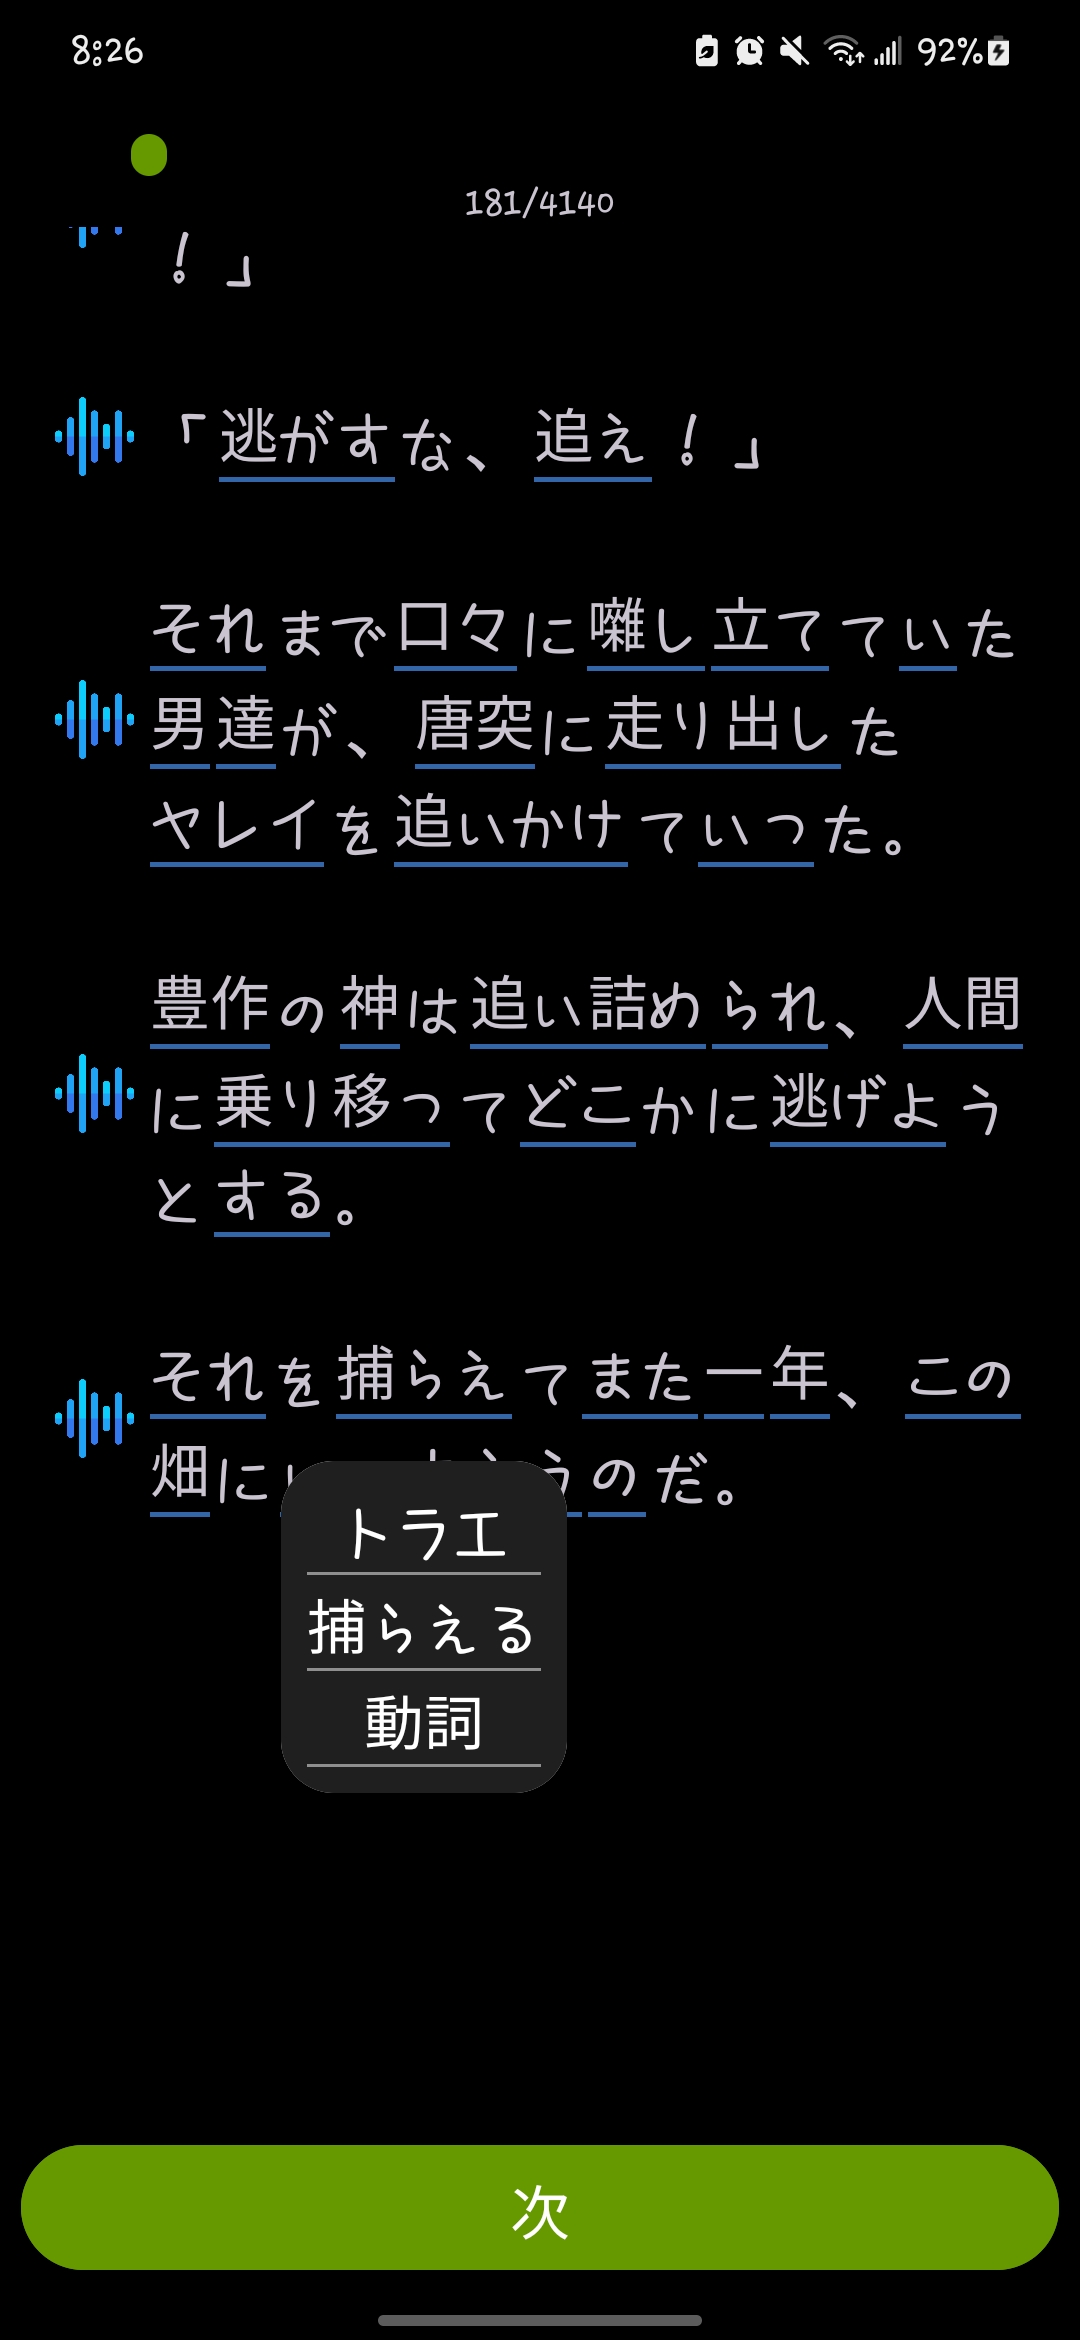 8:26
92%
181/4140
！」
「逃がすな、追え！」
それまで口々に囃し立てていた
男達が、唐突に走り出した
ヤレイを追いかけていった。
豊作の神は追い詰められ、人間
に乗り移ってどこかに逃げよう
とする。
それを捕らえてまた一年、この
畑に のだ。
トラエ
捕らえる
動詞
次